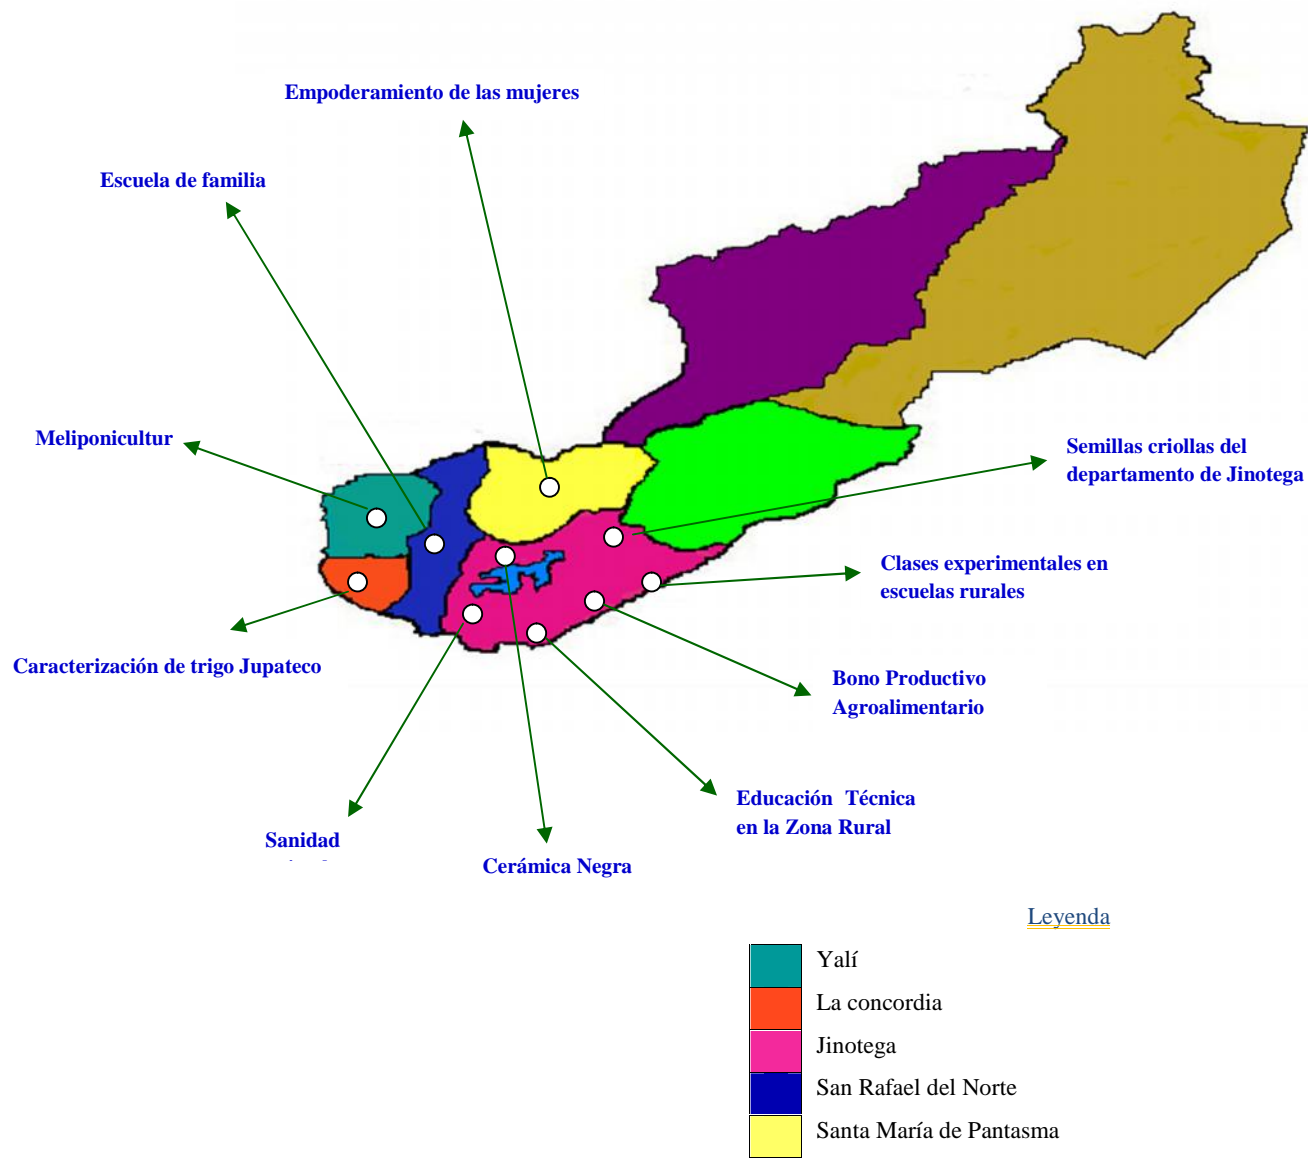 Empoderamiento de las mujeres
Escuela de familia
Meliponicultur
Semillas criollas del
departamento de Jinotega
Clases experimentales en
escuelas rurales
Caracterización de trigo Jupateco
Bono Productivo
Agroalimentario
Educación Técnica
en la Zona Rural
Sanidad
Cerámica Negra
Leyenda
Yalí
La concordia
Jinotega
San Rafael del Norte
Santa María de Pantasma